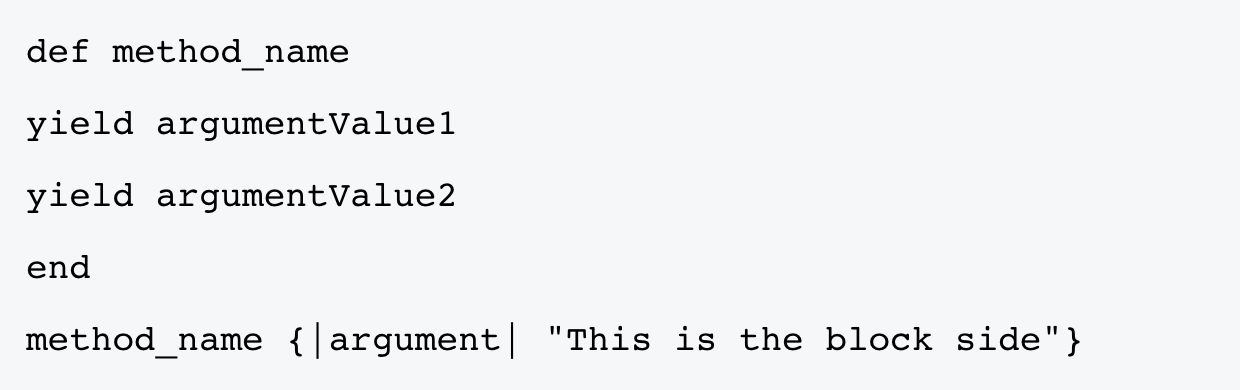 def method_name
yield argumentValue1
yield argumentValue2
end
method_name {|argument| "This is the block side"}